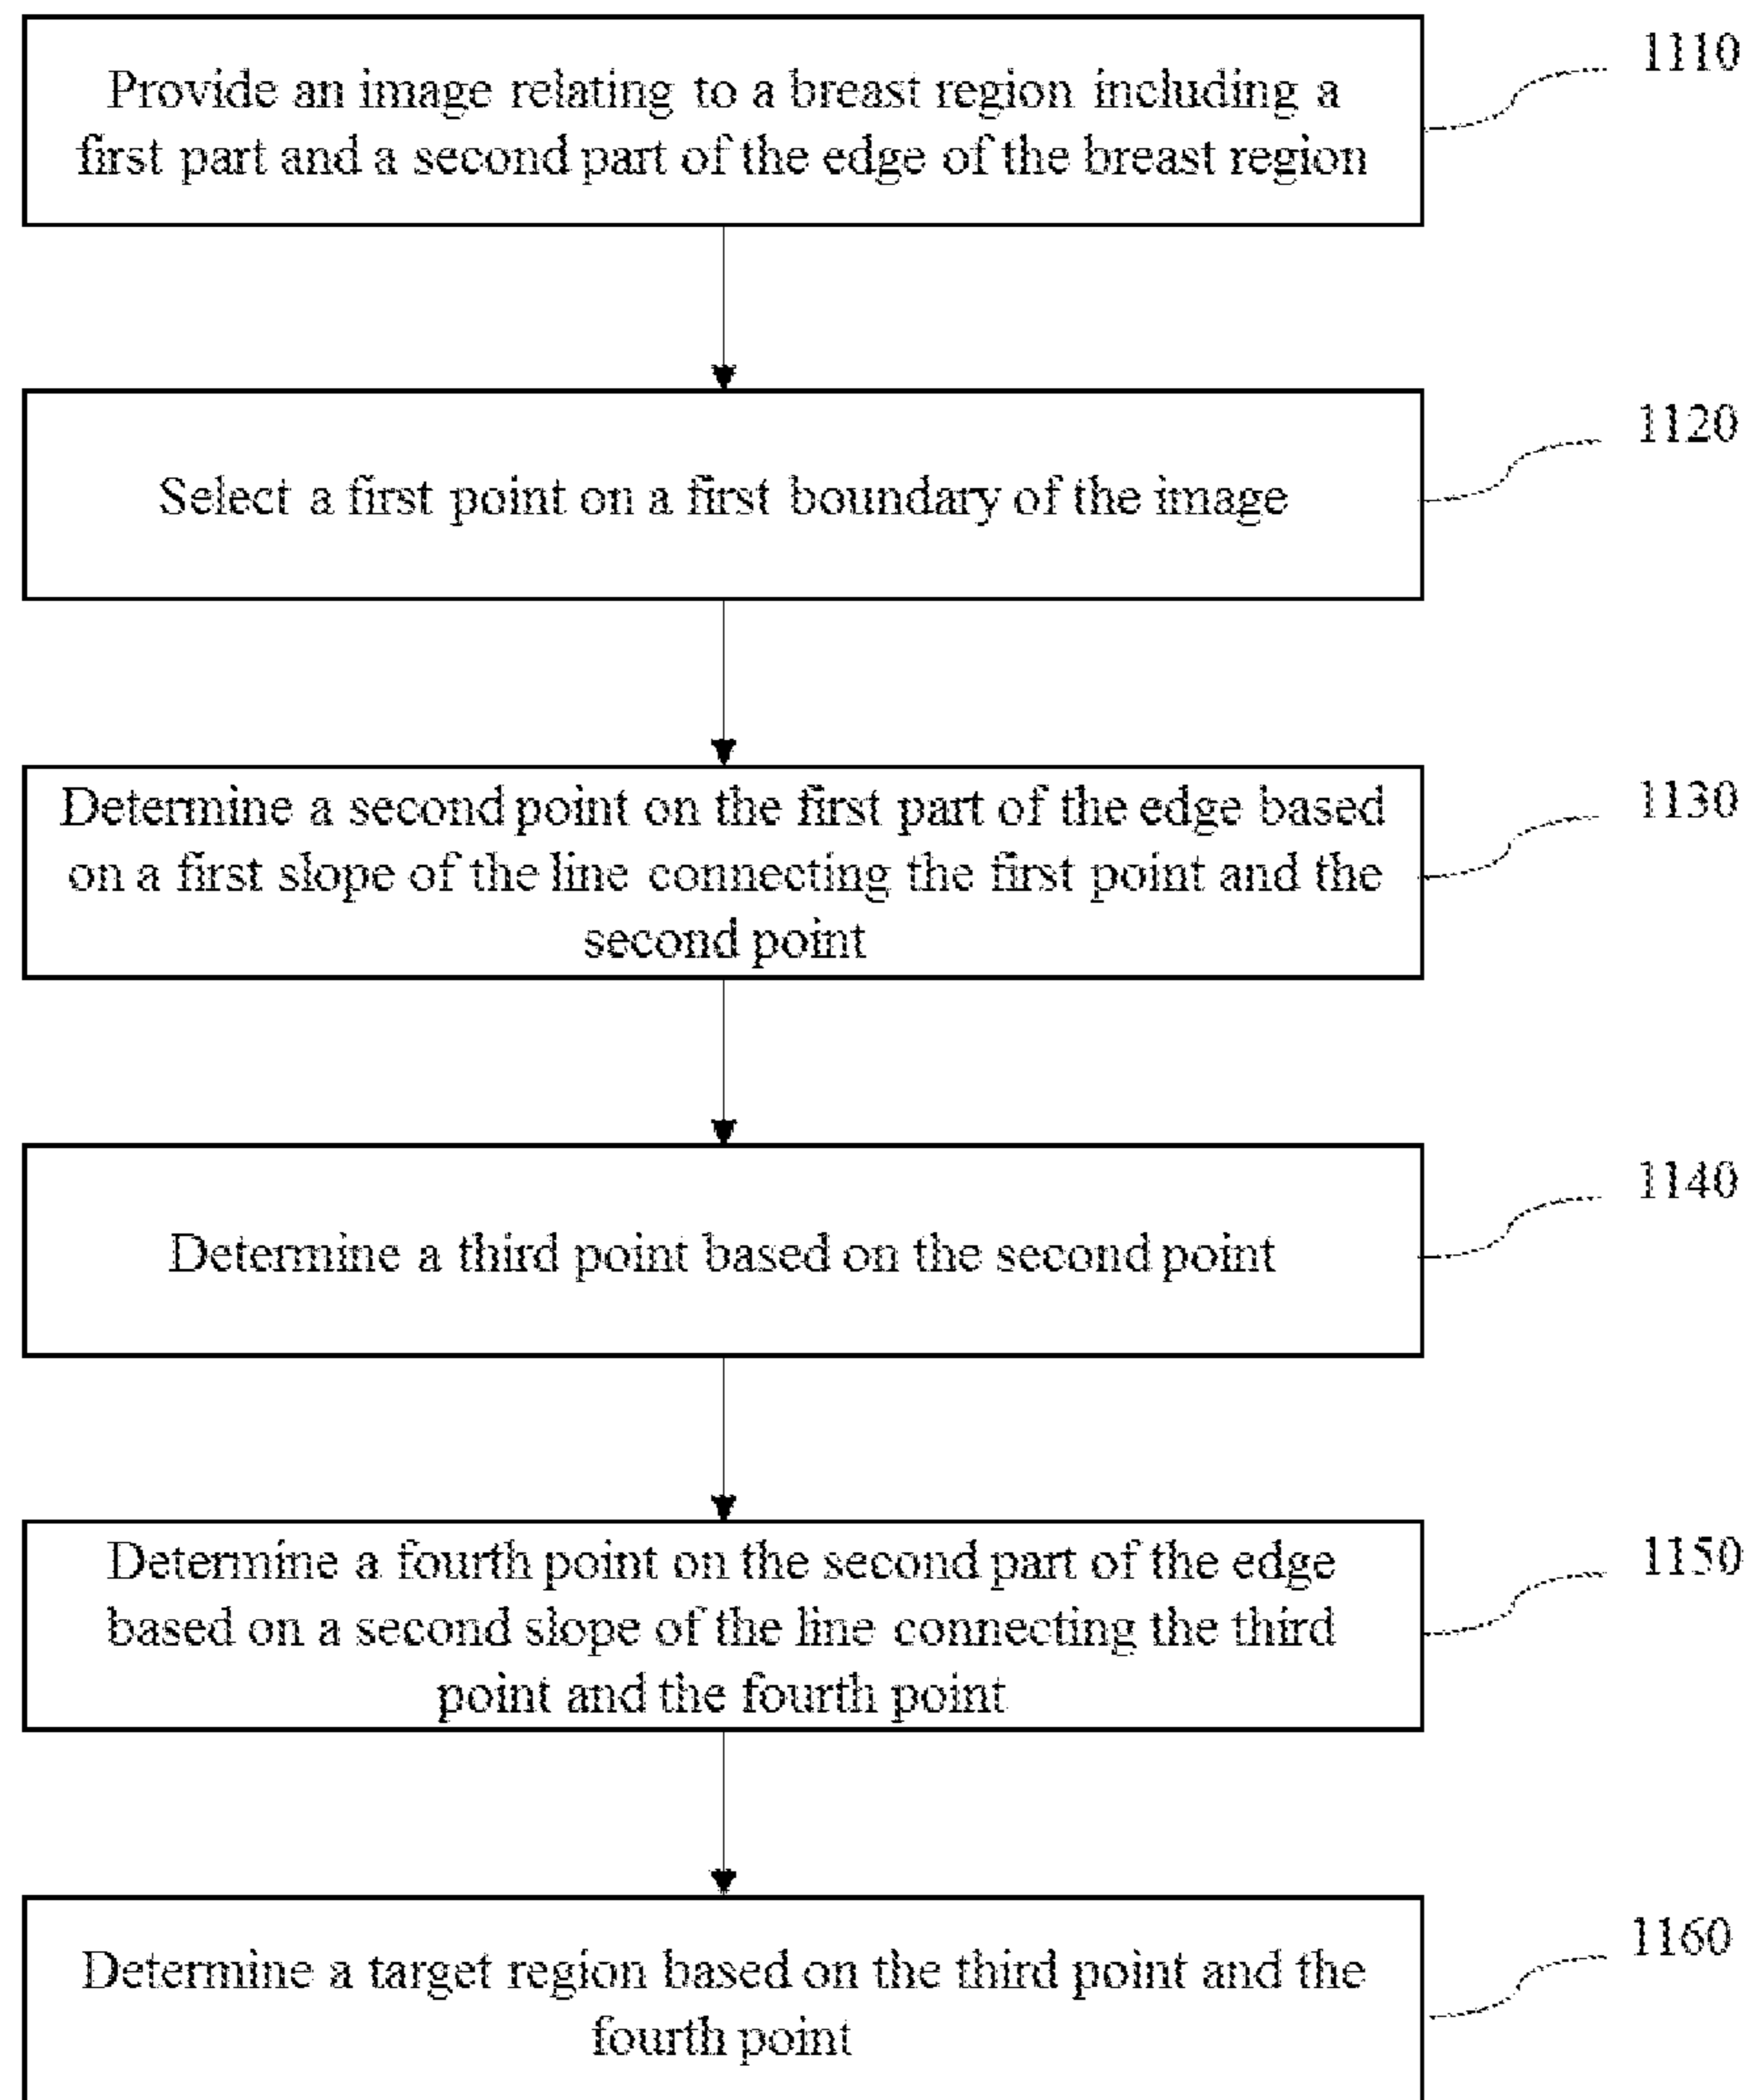 Provide an image relating to a breast region including a
first part and a second part of the edge of the breast region
1110
Select a first point on a first boundary of the image
1120
Determine a second point on the first part of the edge based
on a first slope of the line connecting the first point and the
second point
1130
Determine a third point based on the second point
1140
Determine a fourth point on the second part of the edge
based on a second slope of the line connecting the third
point and the fourth point
1150
Determine a target region based on the third point and the
fourth point
1160